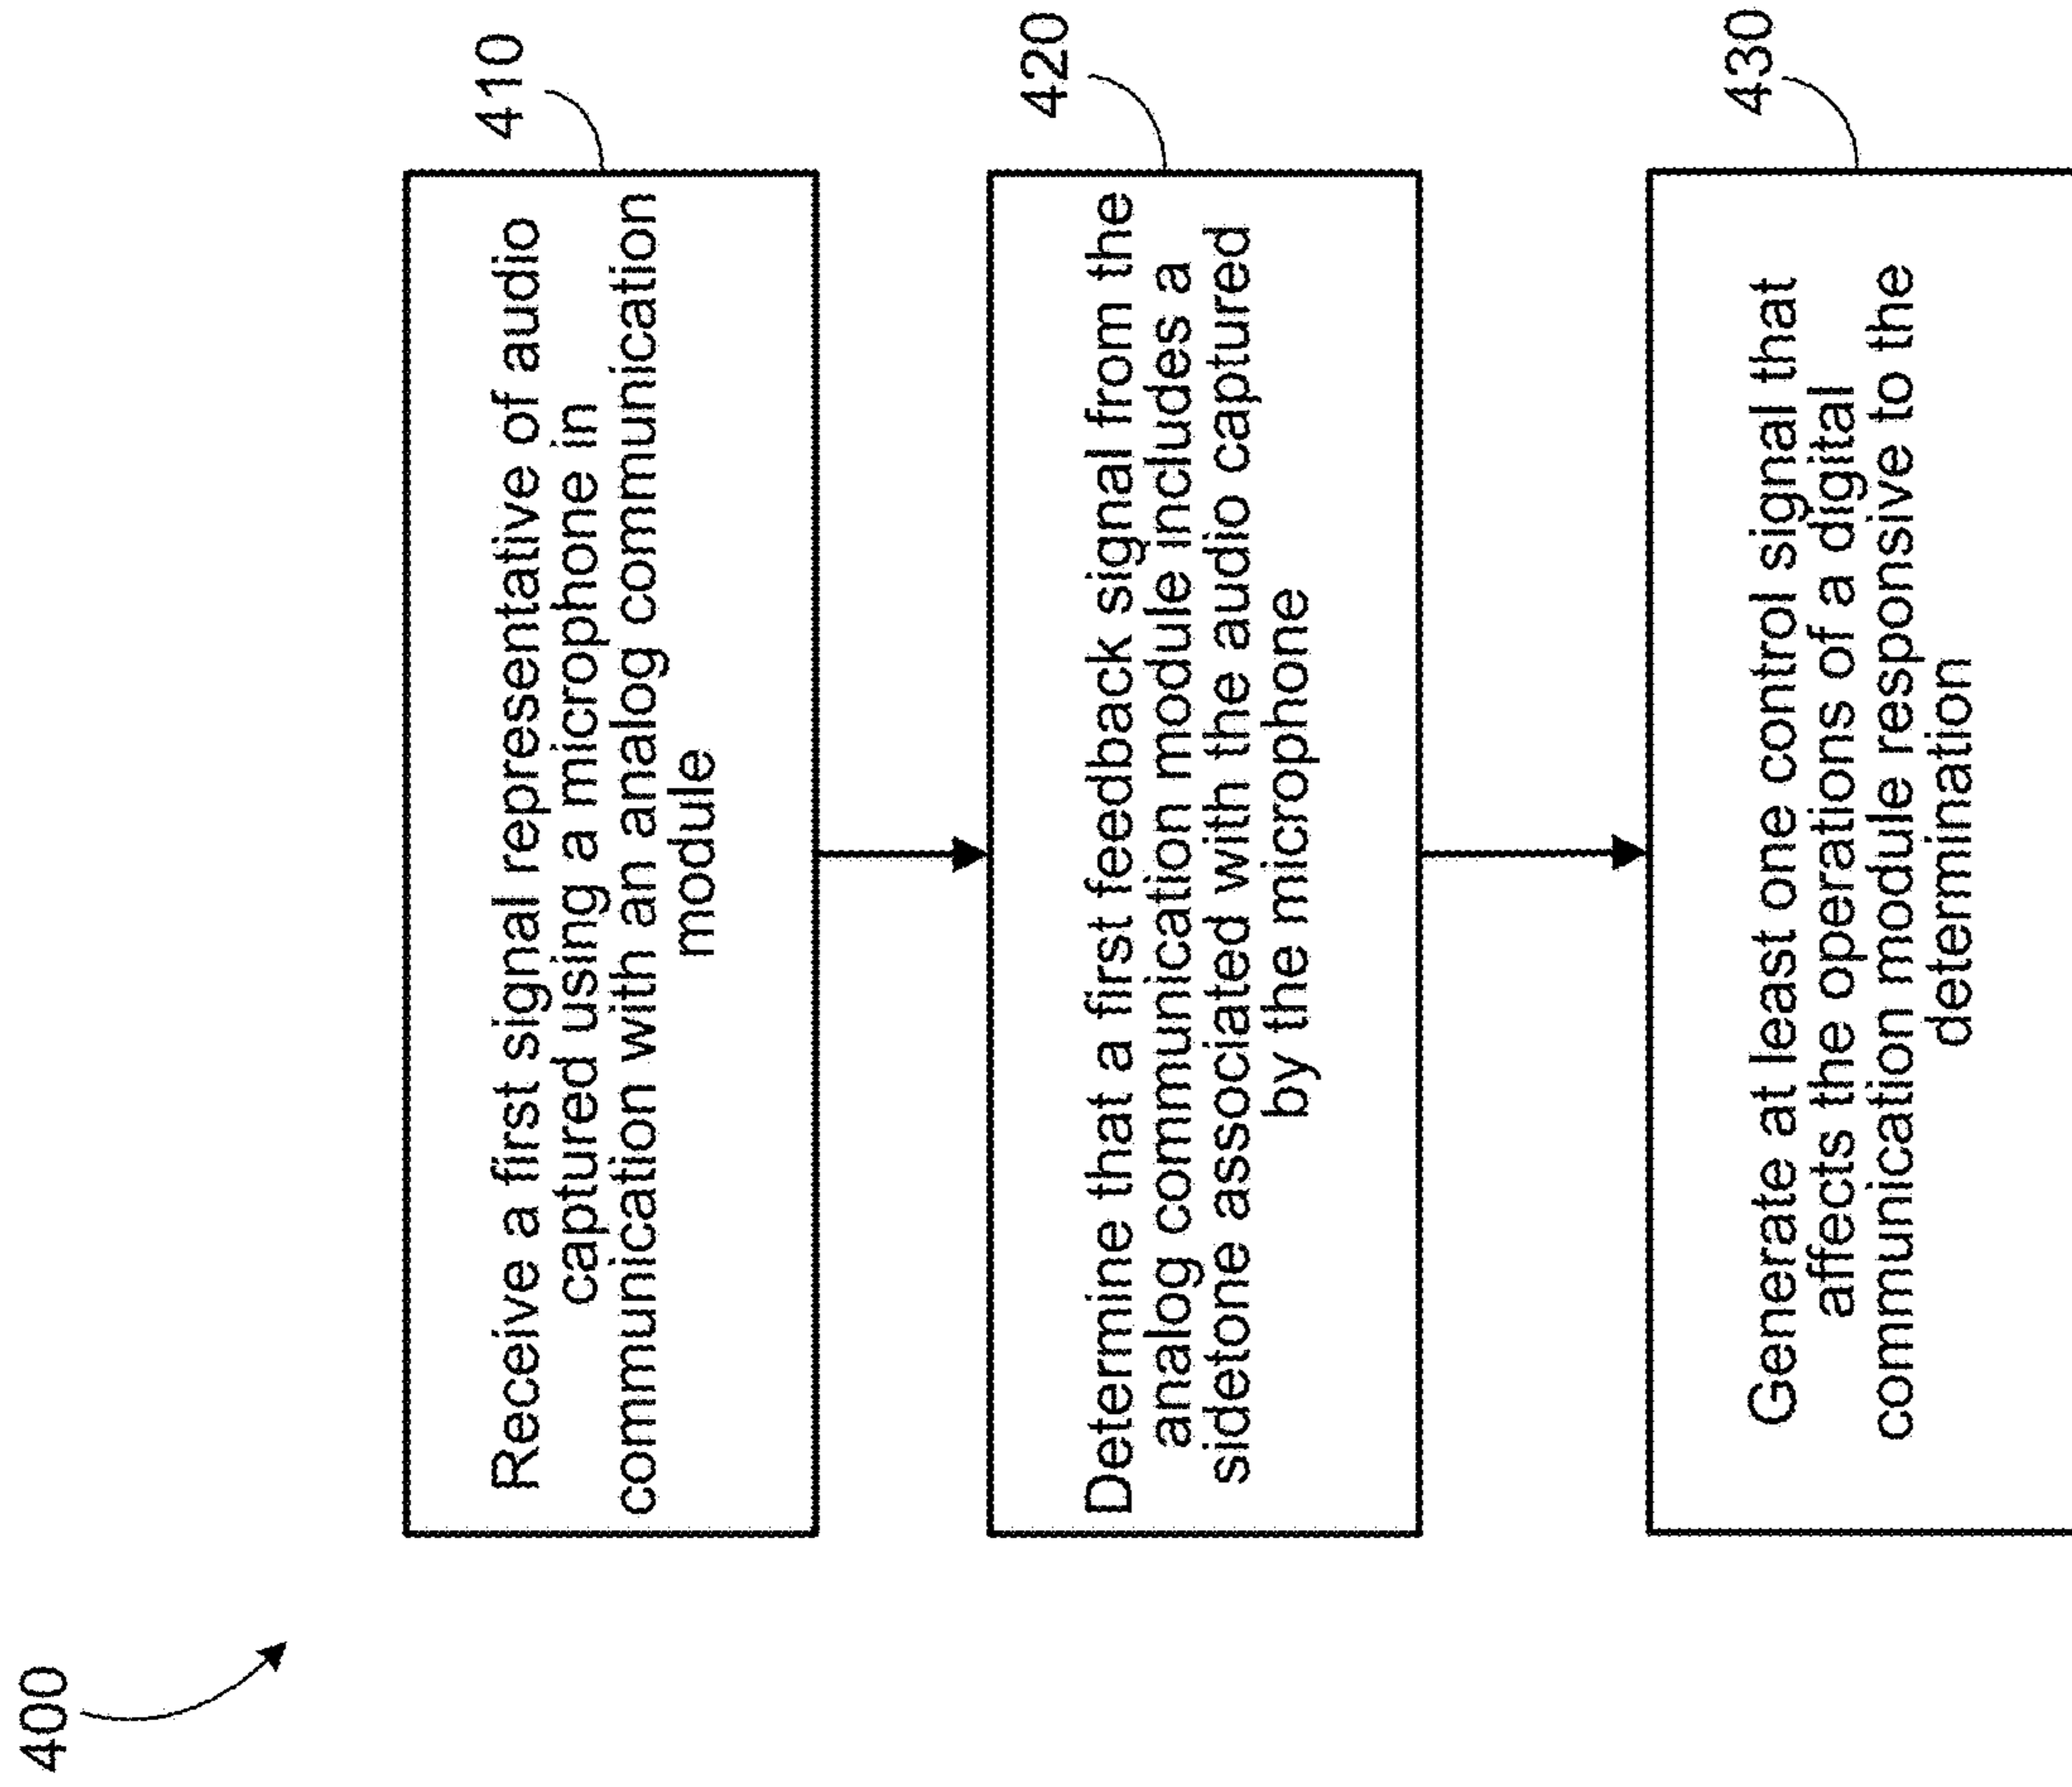 400
410
Receive a first signal representative of audio
captured using a microphone in
communication with an analog communication
module
420
Determine that a first feedback signal from the
analog communication module includes a
sidetone associated with the audio captured
by the microphone
430
Generate at least one control signal that
affects the operations of a digital
communication module responsive to the
determination